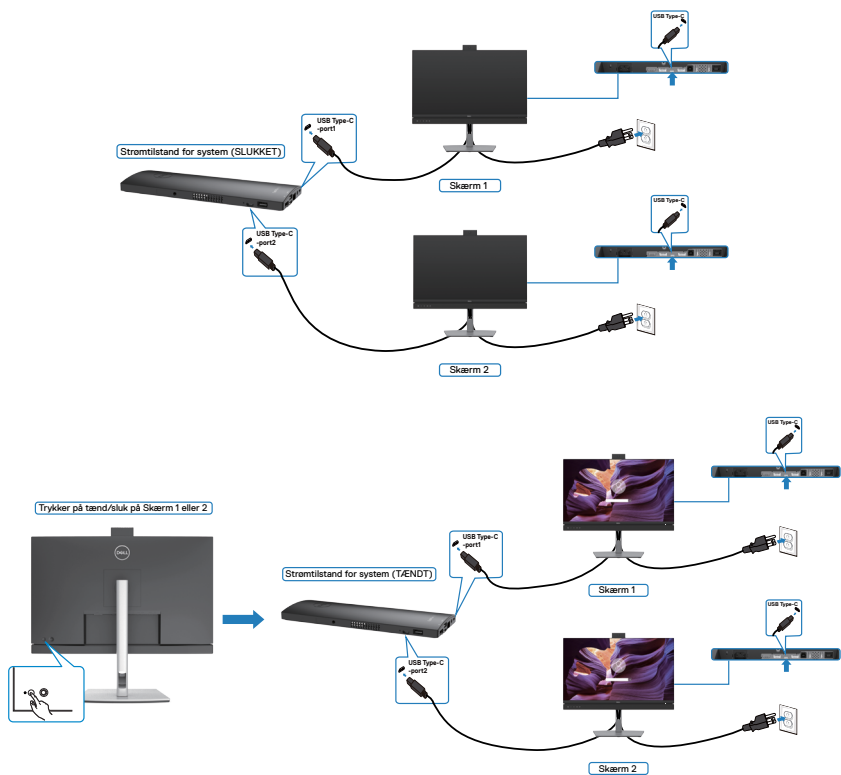 USB Type-C
USB Type-C
-port1
Strømtilstand for system (SLUKKET)
Skærm 1
USB Type-C
USB Type-C
-port2
Skærm 2
USB Type-C
Trykker på tænd/sluk på Skærm 1 eller 2
USB Type-C
-port1
DELL
Strømtilstand for system (TÆNDT)
Skærm 1
USB Type-C
USB Type-C
-port2
Skærm 2